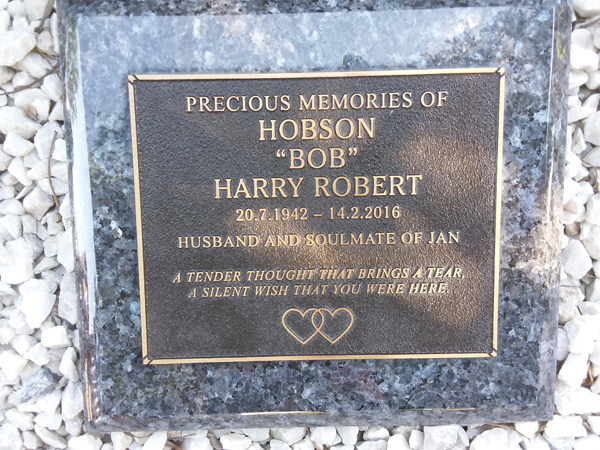 PRECIOUS MEMORIES OF
HOBSON
“BOB”
HARRY ROBERT
20.7.1942 – 14.2.2016
HUSBAND AND SOULMATE OF JAN
A TENDER THOUGHT THAT BRINGS A TEAR,
A SILENT WISH THAT YOU WERE HERE.